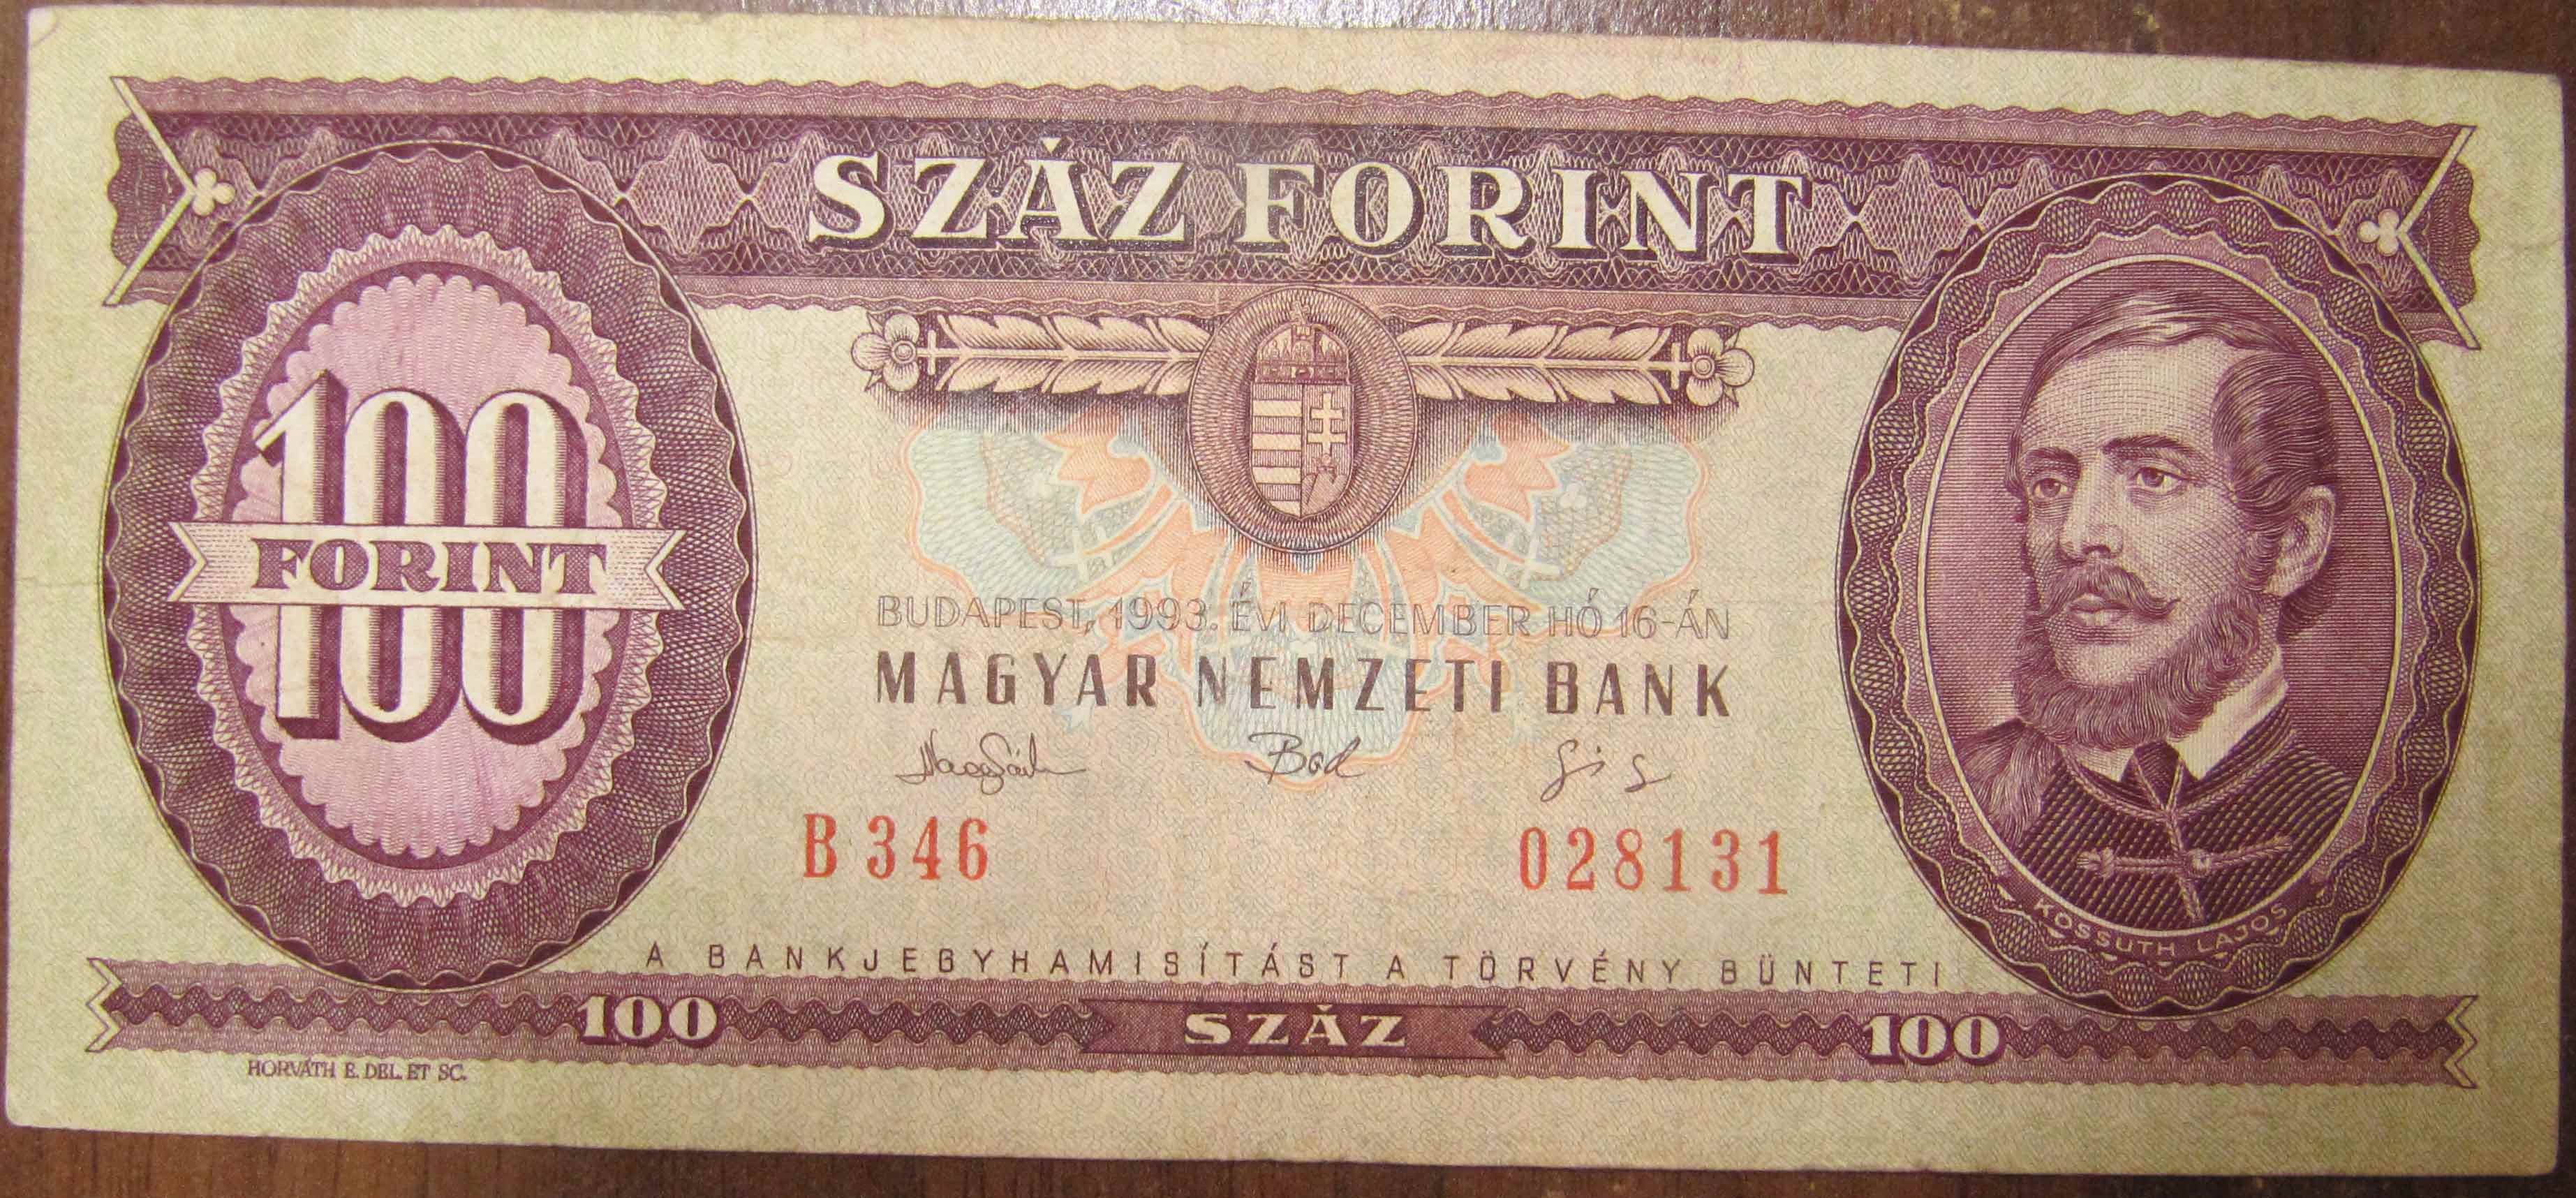 SZÁZ FORINT
100
FORINT
BUDAPEST, 1993. ÉVI DECEMBER HÓ 16-ÁN
MAGYAR NEMZETI BANK
B 346 028131
KOSSUTH LAJOS
A BANKJEGYHAMISÍTÁST A TÖRVÉNY BÜNTETI
100 SZÁZ 100
HORVÁTH E. DEL. ET SC.